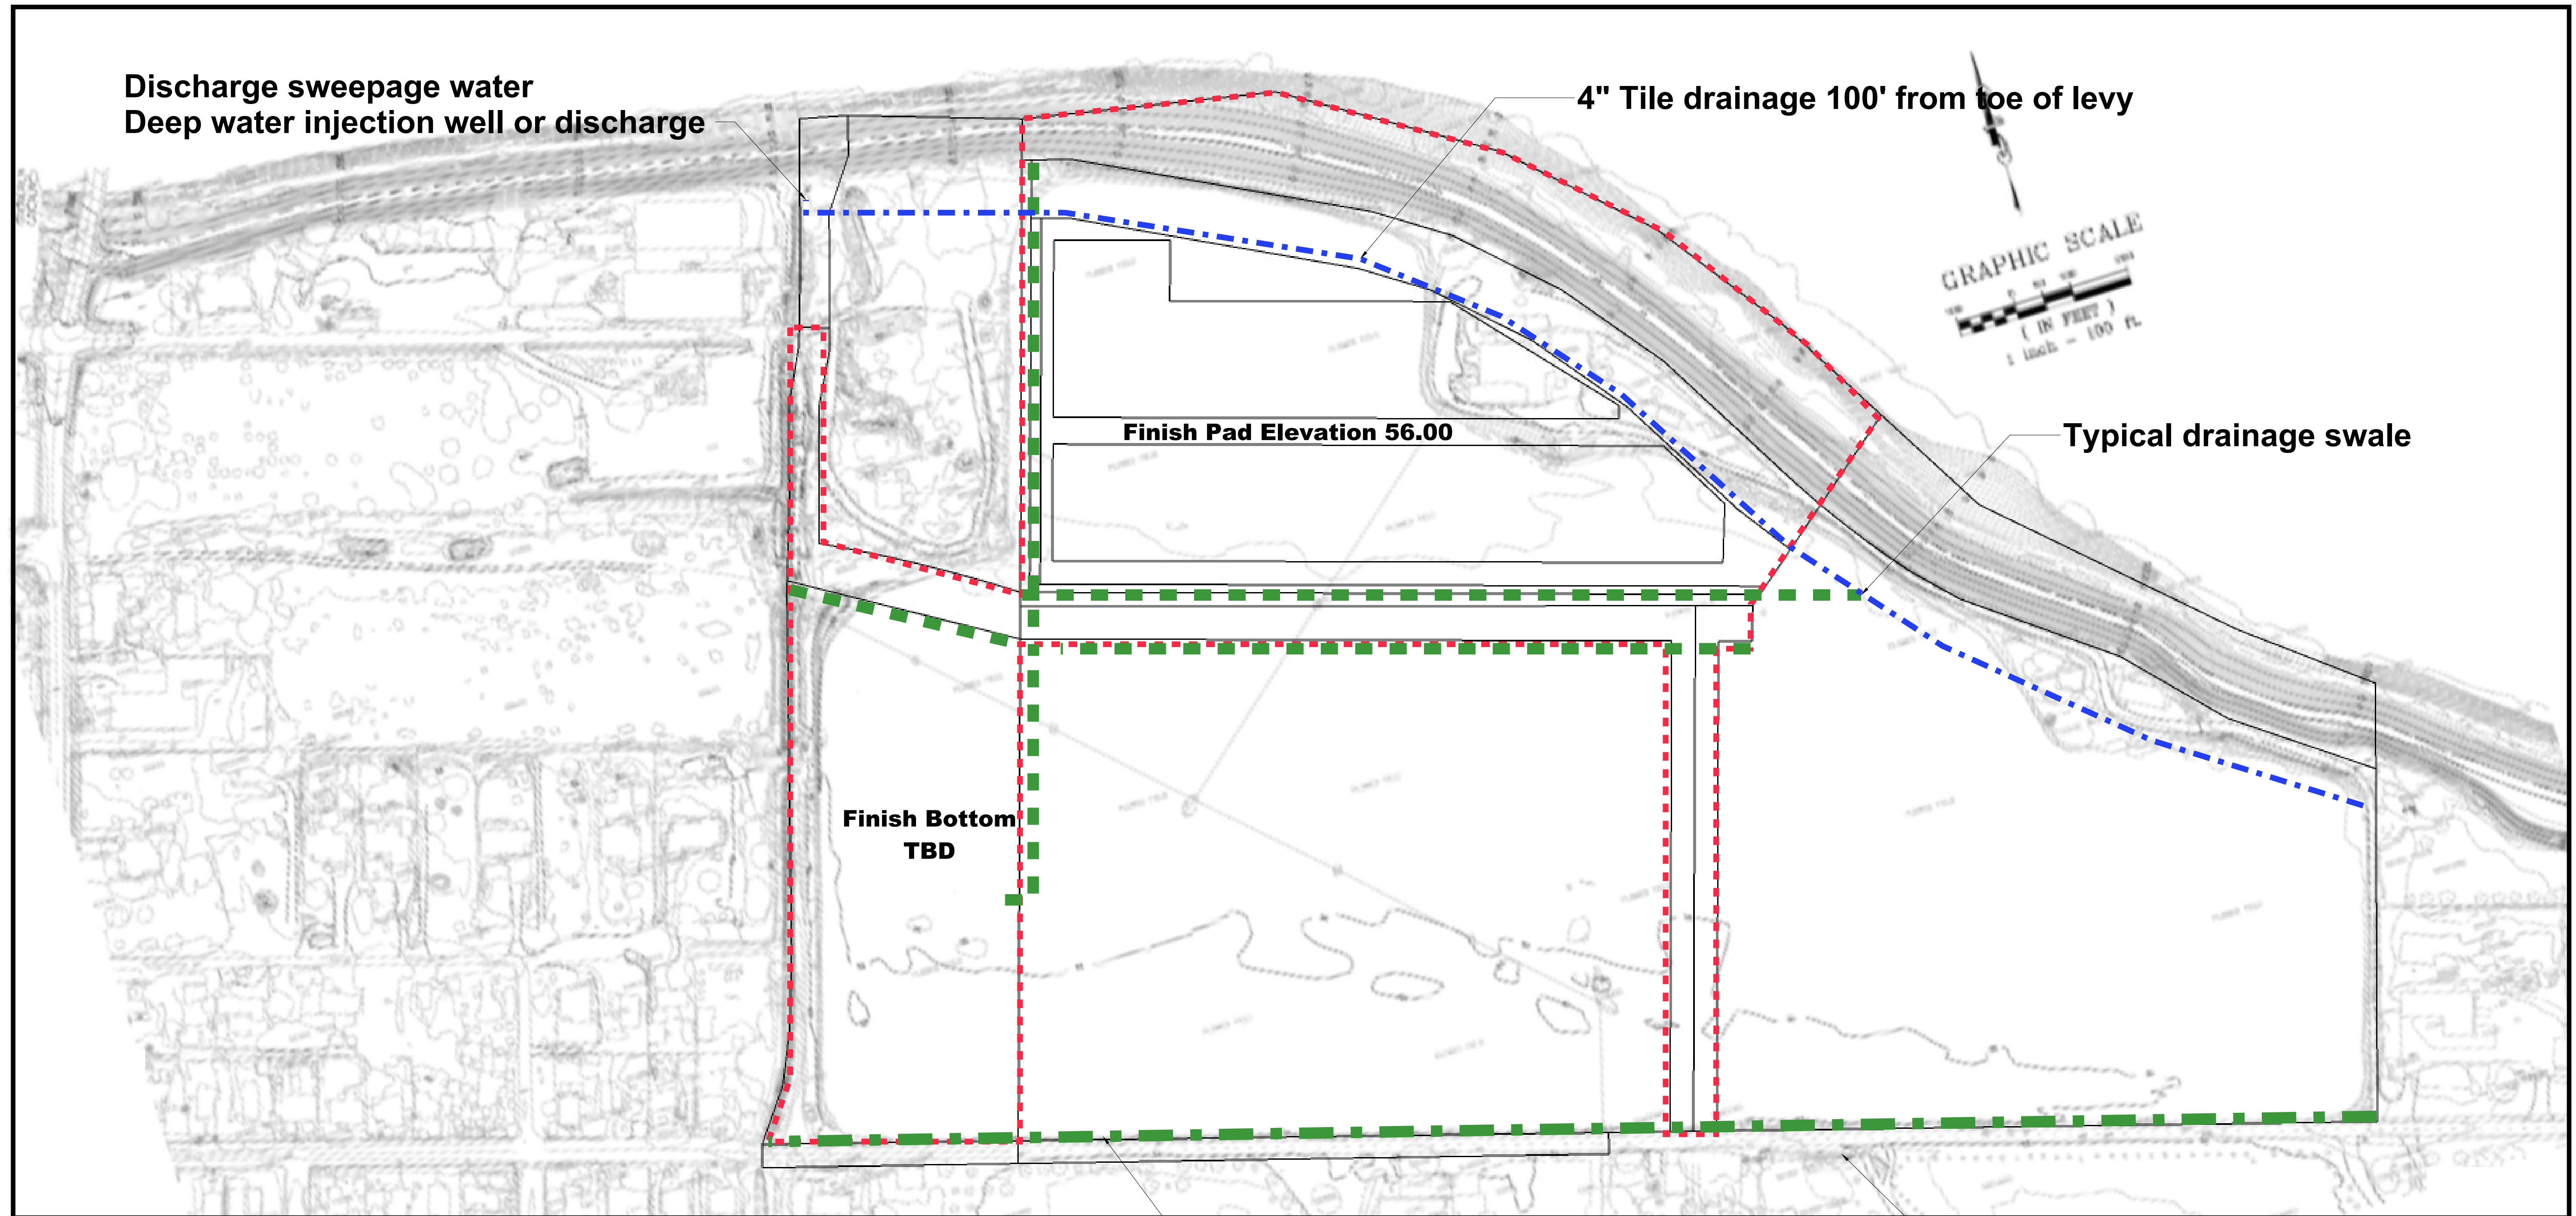 Discharge sweepage water
Deep water injection well or discharge
4" Tile drainage 100' from toe of levy
GRAPHIC SCALE
( IN FEET )
1 inch = 100 ft.
Finish Pad Elevation 56.00
Typical drainage swale
Finish Bottom
TBD